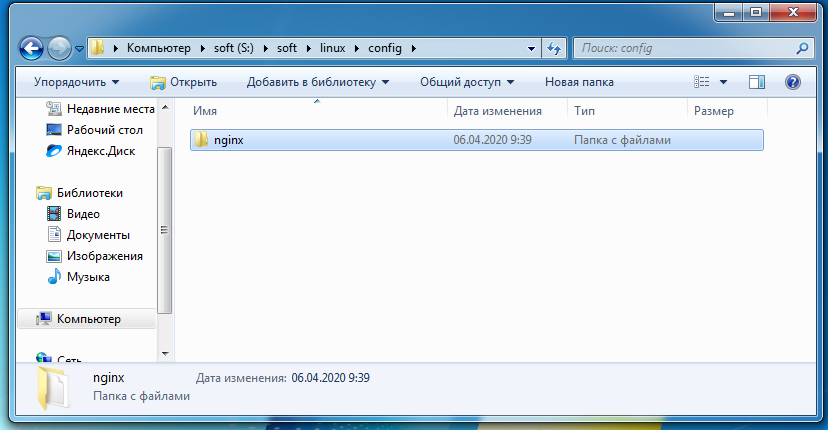 Компьютер soft (S:) soft linux config
Поиск: config
Упорядочить Открыть Добавить в библиотеку Общий доступ Новая папка
Недавние места
Рабочий стол
Яндекс.Диск
Библиотеки
Видео
Документы
Изображения
Музыка
Компьютер
Сеть
Имя Дата изменения Тип Размер
nginx 06.04.2020 9:39 Папка с файлами
nginx Дата изменения: 06.04.2020 9:39
Папка с файлами